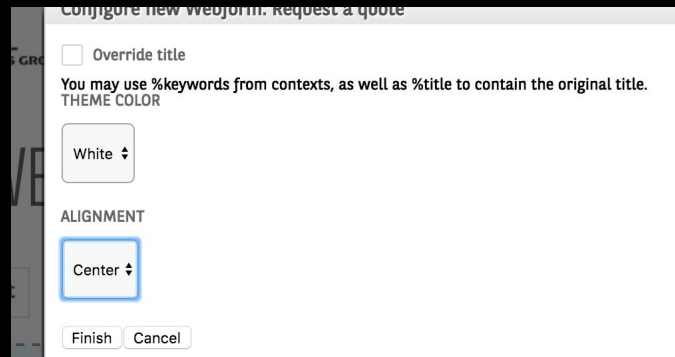 Configure new Webform: Request a quote
S GRO
Override title
You may use %keywords from contexts, as well as %title to contain the original title.
THEME COLOR
White
ALIGNMENT
Center
Finish Cancel